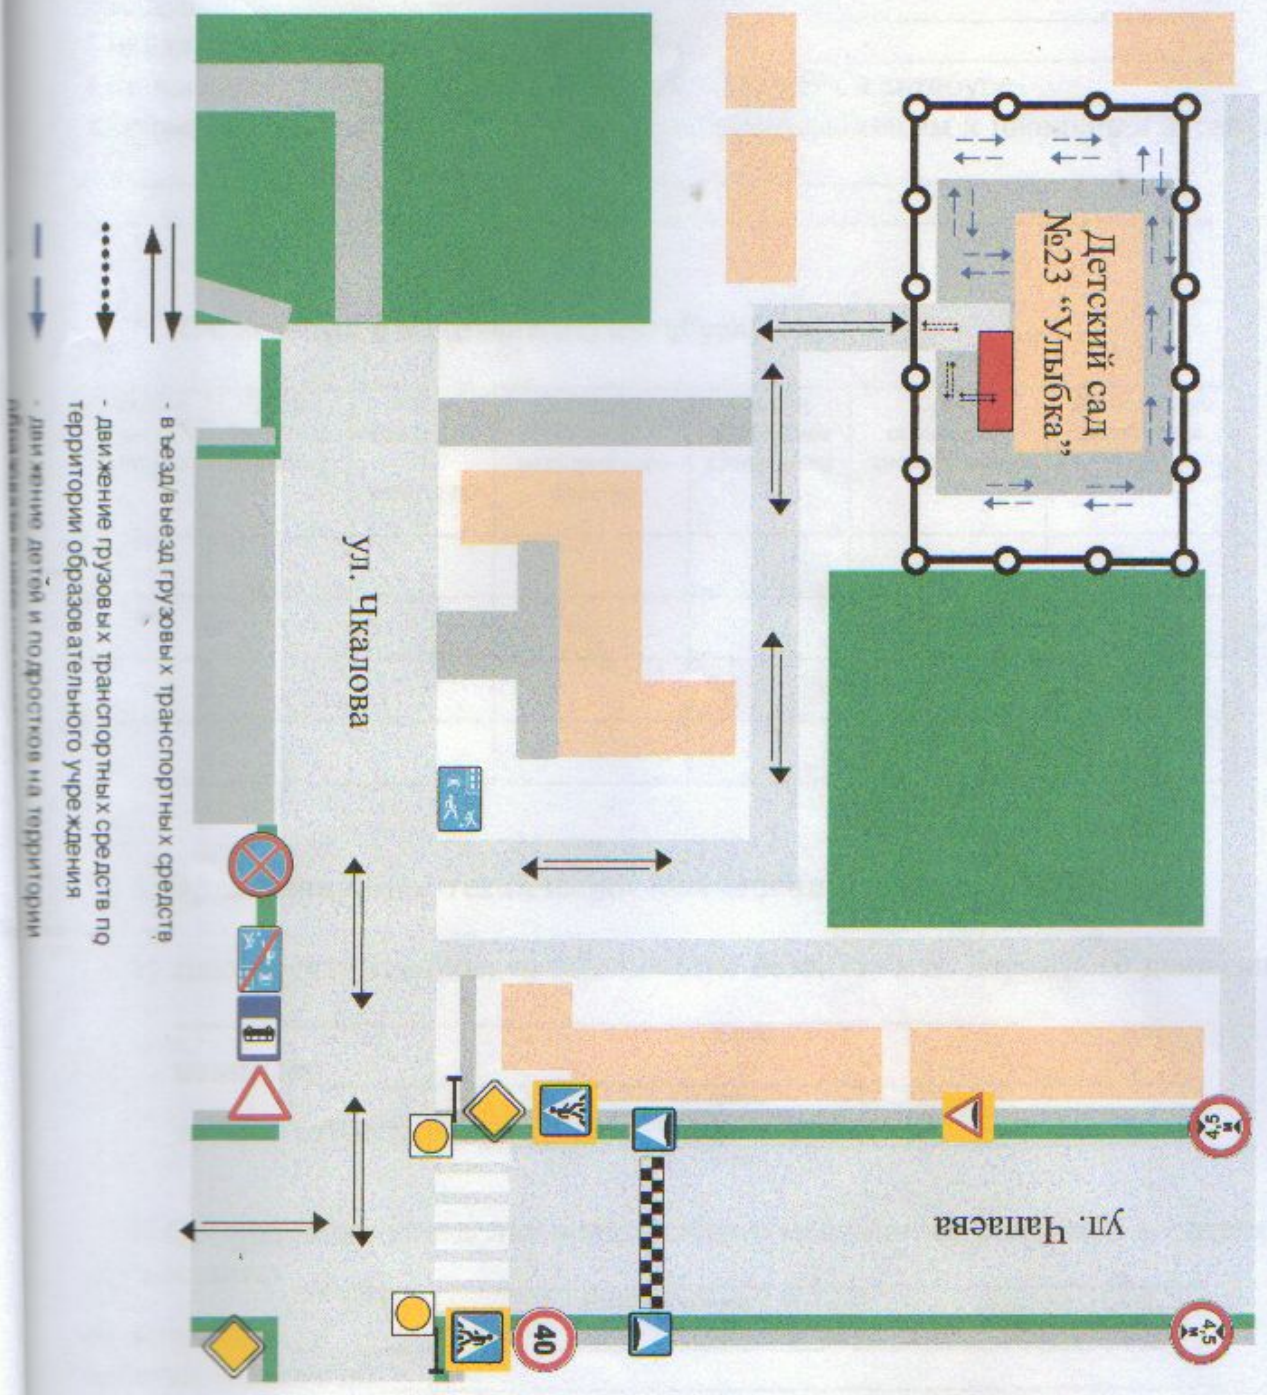 Детский сад
№23 “Улыбка”
ул. Чкалова
ул. Чапаева
4,5
м
4,5
м
40
- въезд/выезд грузовых транспортных средств
- движение грузовых транспортных средств по
территории образовательного учреждения
- движение детей и подростков на территории